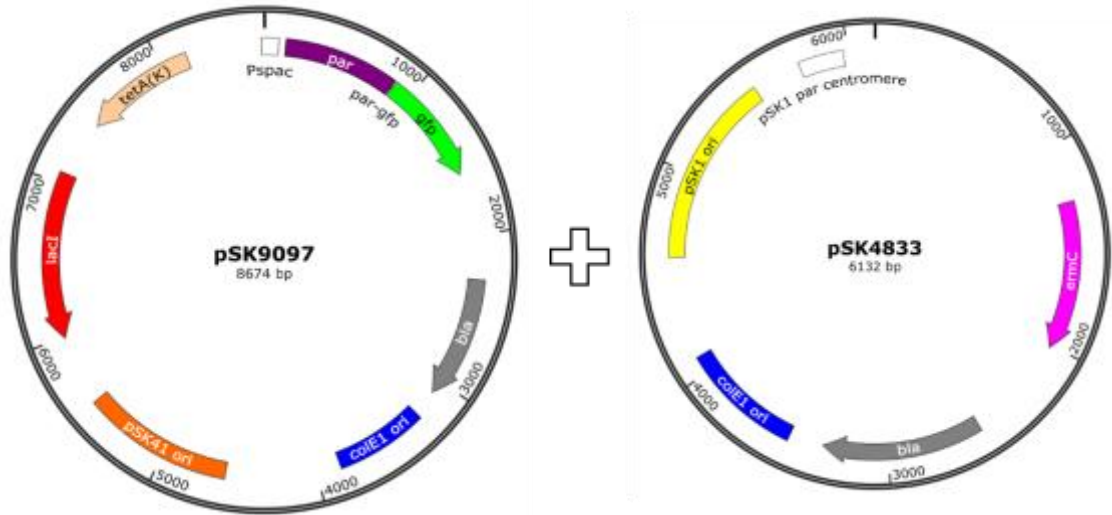 8000
tetA(K)
Pspac
par
par-gfp
gfp
1000
2000
7000
lacI
pSK9097
8674 bp
bla
3000
6000
pSK41 ori
colE1 ori
5000
4000
6000
pSK1 par centromere
1000
pSK1 ori
5000
pSK4833
6132 bp
ermC
2000
4000
colE1 ori
bla
3000